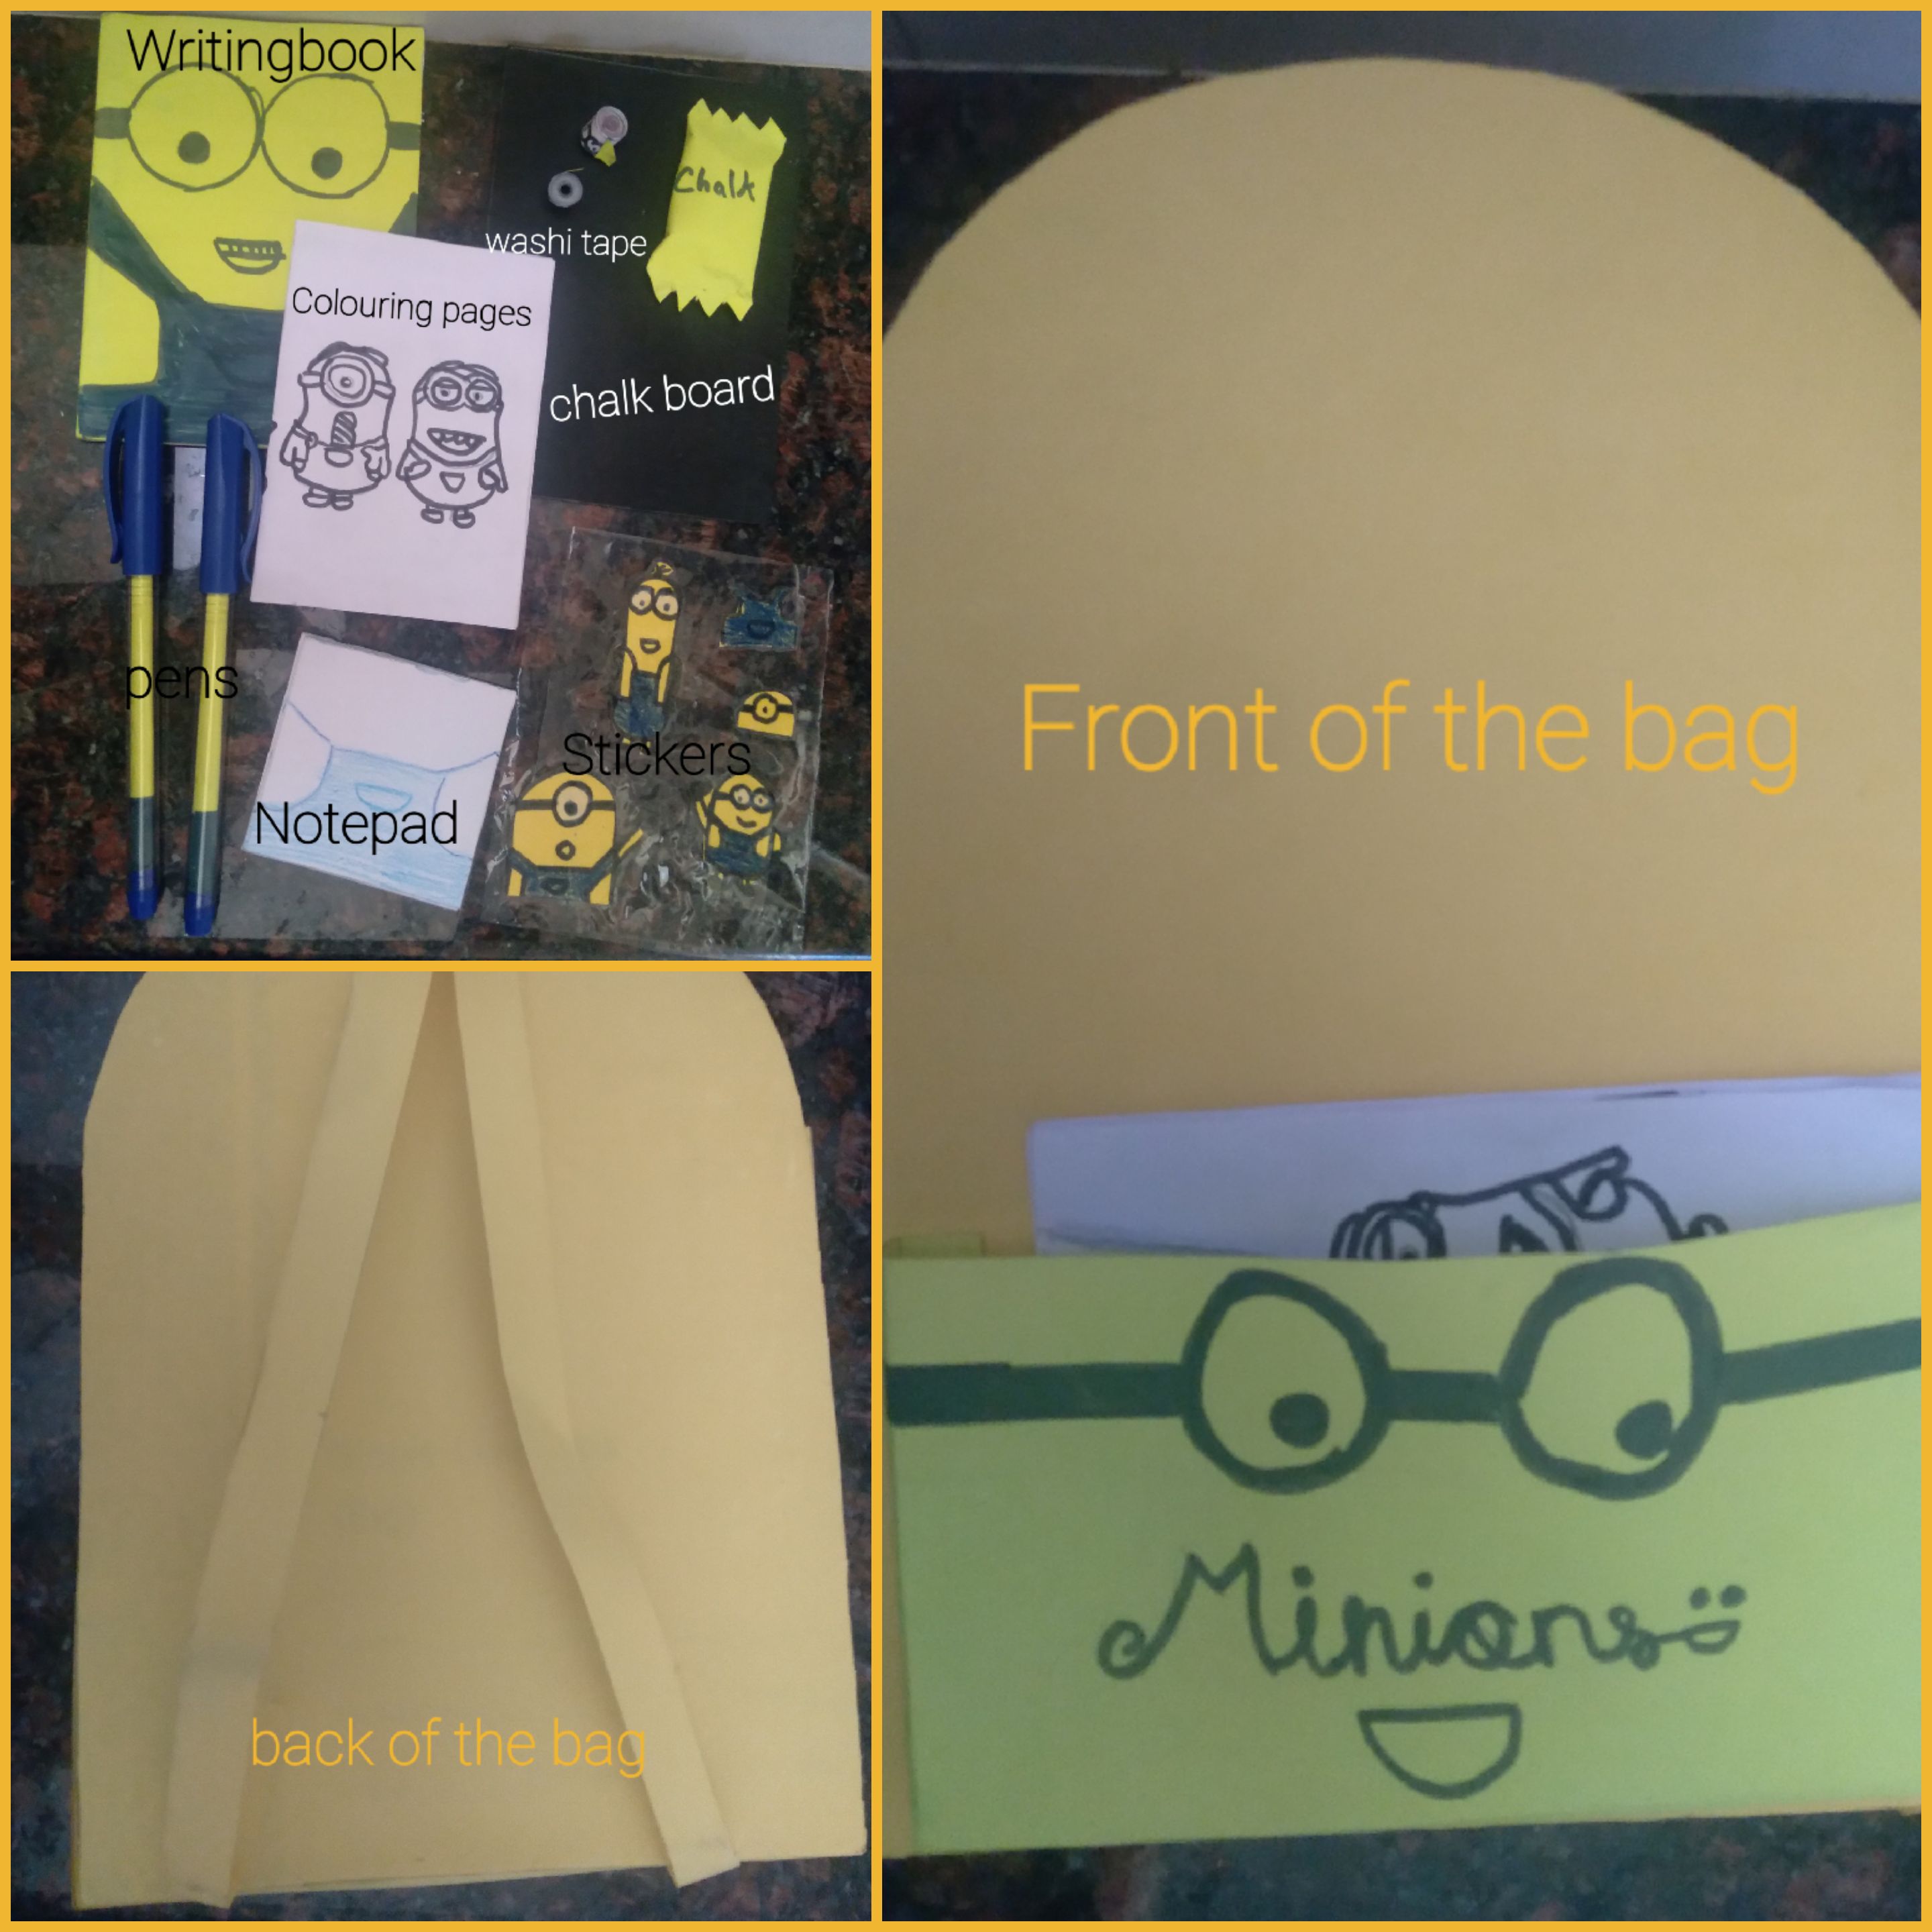 Writingbook
Chalk
washi tape
Colouring pages
chalk board
pens
Stickers
Notepad
Front of the bag
Minions
back of the bag